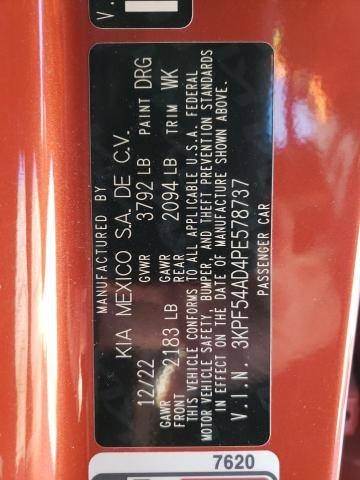 MANUFACTURED BY
KIA MEXICO S.A. DE C.V.
12/22 GVWR 3792 LB PAINT DRG
GAWR FRONT 2183 LB GAWR REAR 2094 LB TRIM WK
THIS VEHICLE CONFORMS TO ALL APPLICABLE U.S.A. FEDERAL
MOTOR VEHICLE SAFETY, BUMPER, AND THEFT PREVENTION STANDARDS
IN EFFECT ON THE DATE OF MANUFACTURE SHOWN ABOVE.
V.I.N. 3KPF54AD4PE578737
PASSENGER CAR
7620